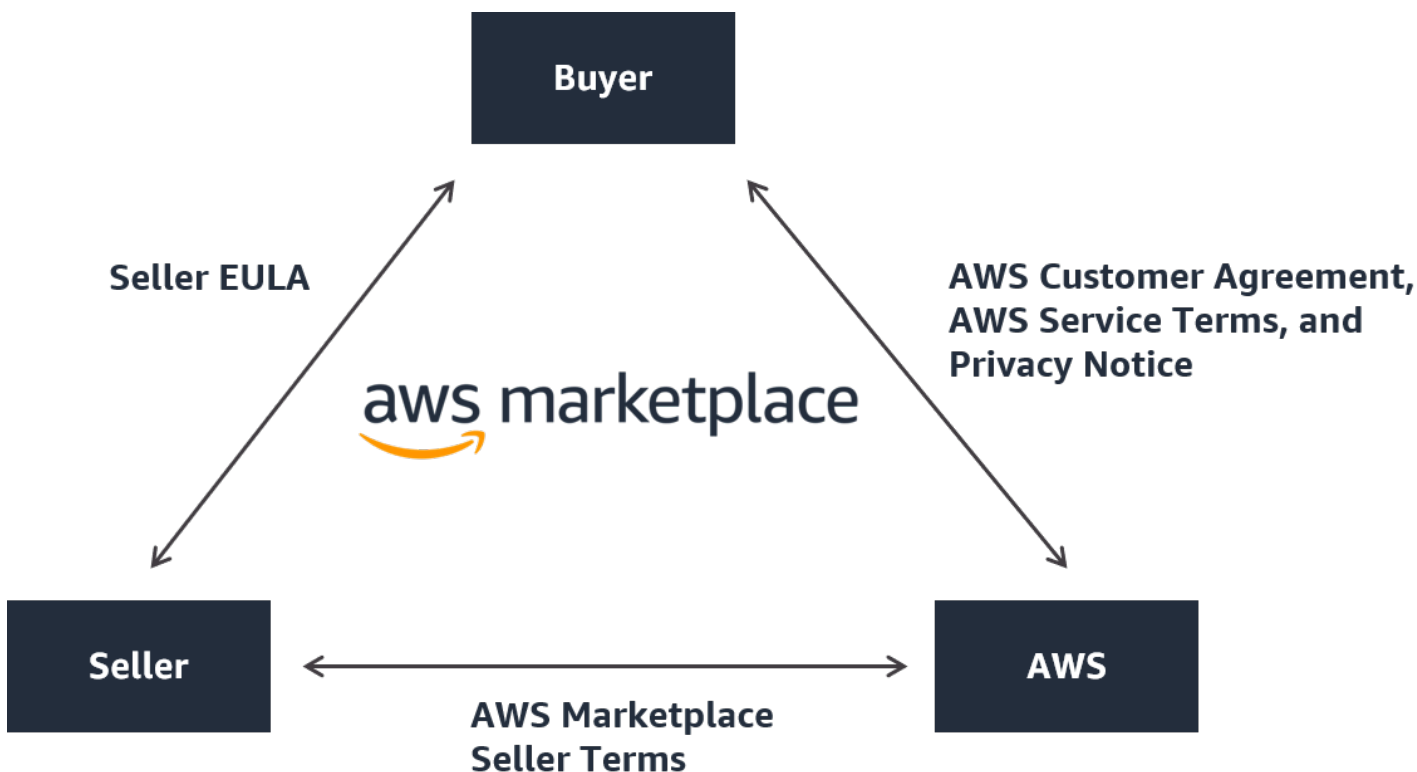 Buyer
Seller EULA
AWS Customer Agreement,
AWS Service Terms, and
Privacy Notice
aws marketplace
Seller
AWS
AWS Marketplace
Seller Terms